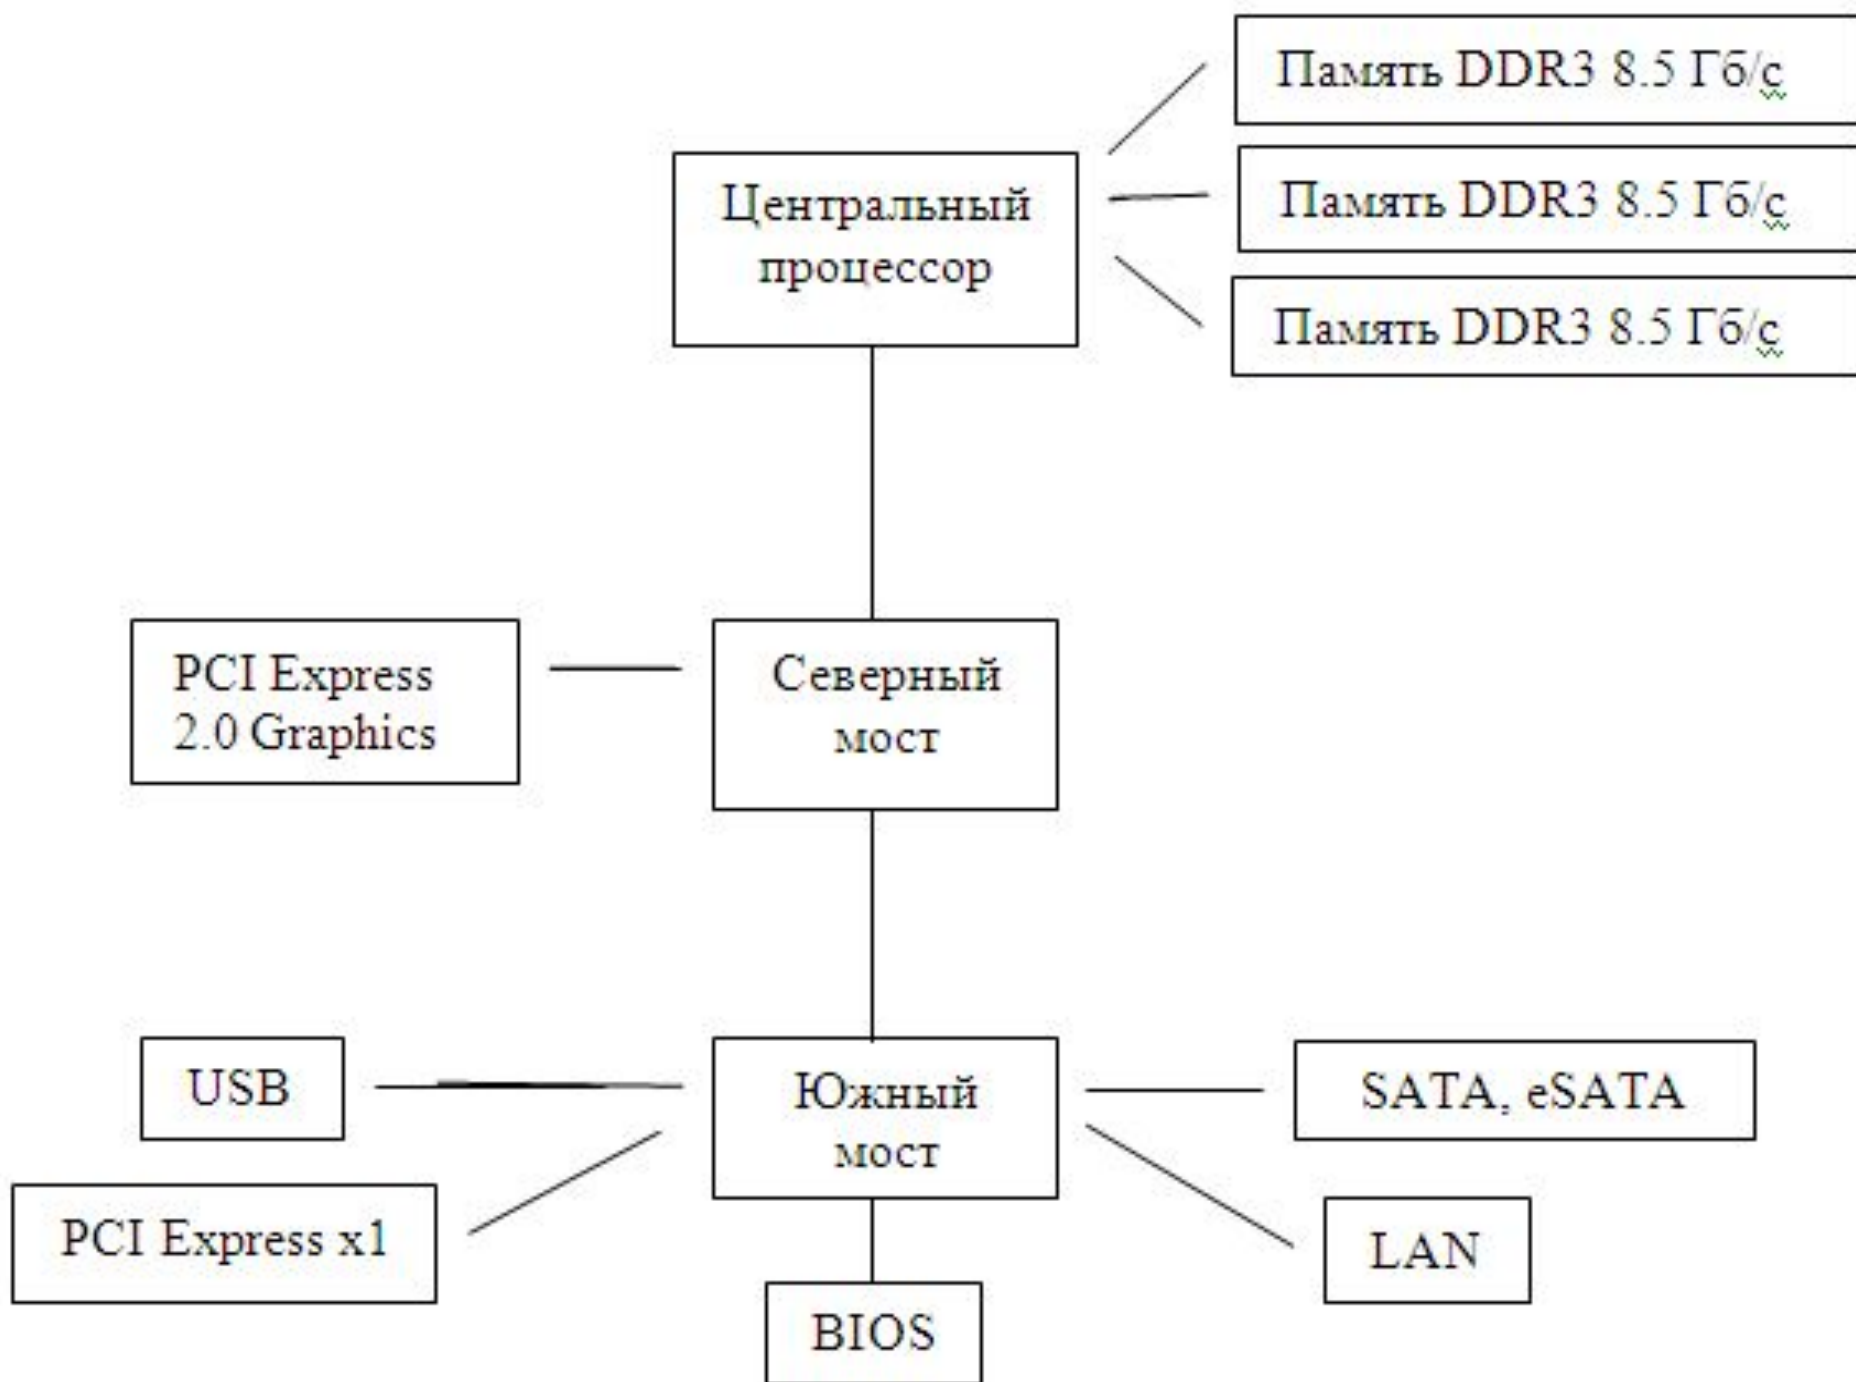 Память DDR3 8.5 Гб/с
Центральный
процессор
Память DDR3 8.5 Гб/с
Память DDR3 8.5 Гб/с
PCI Express
2.0 Graphics
Северный
мост
USB
Южный
мост
SATA, eSATA
PCI Express x1
LAN
BIOS